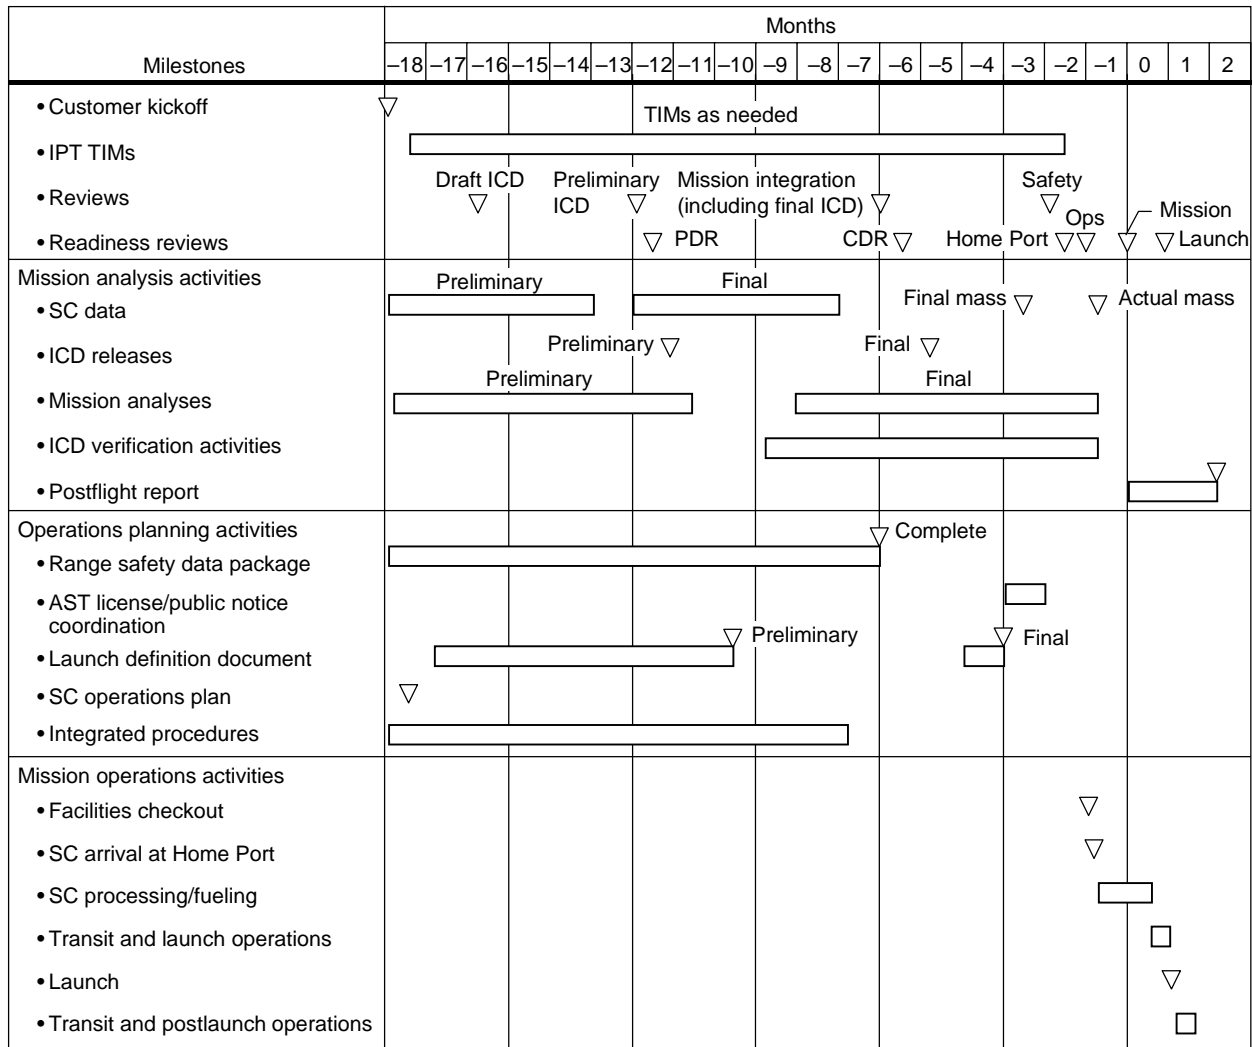 Months
Milestones
–18 –17 –16 –15 –14 –13 –12 –11 –10 –9 –8 –7 –6 –5 –4 –3 –2 –1 0 1 2
• Customer kickoff
TIMs as needed
• IPT TIMs
Draft ICD Preliminary Mission integration Safety
• Reviews ICD (including final ICD)
Ops Mission
• Readiness reviews PDR CDR Home Port Launch
Mission analysis activities
Preliminary Final
• SC data Final mass Actual mass
• ICD releases Preliminary Final
Preliminary Final
• Mission analyses
• ICD verification activities
• Postflight report
Operations planning activities Complete
• Range safety data package
• AST license/public notice
coordination
Preliminary Final
• Launch definition document
• SC operations plan
• Integrated procedures
Mission operations activities
• Facilities checkout
• SC arrival at Home Port
• SC processing/fueling
• Transit and launch operations
• Launch
• Transit and postlaunch operations